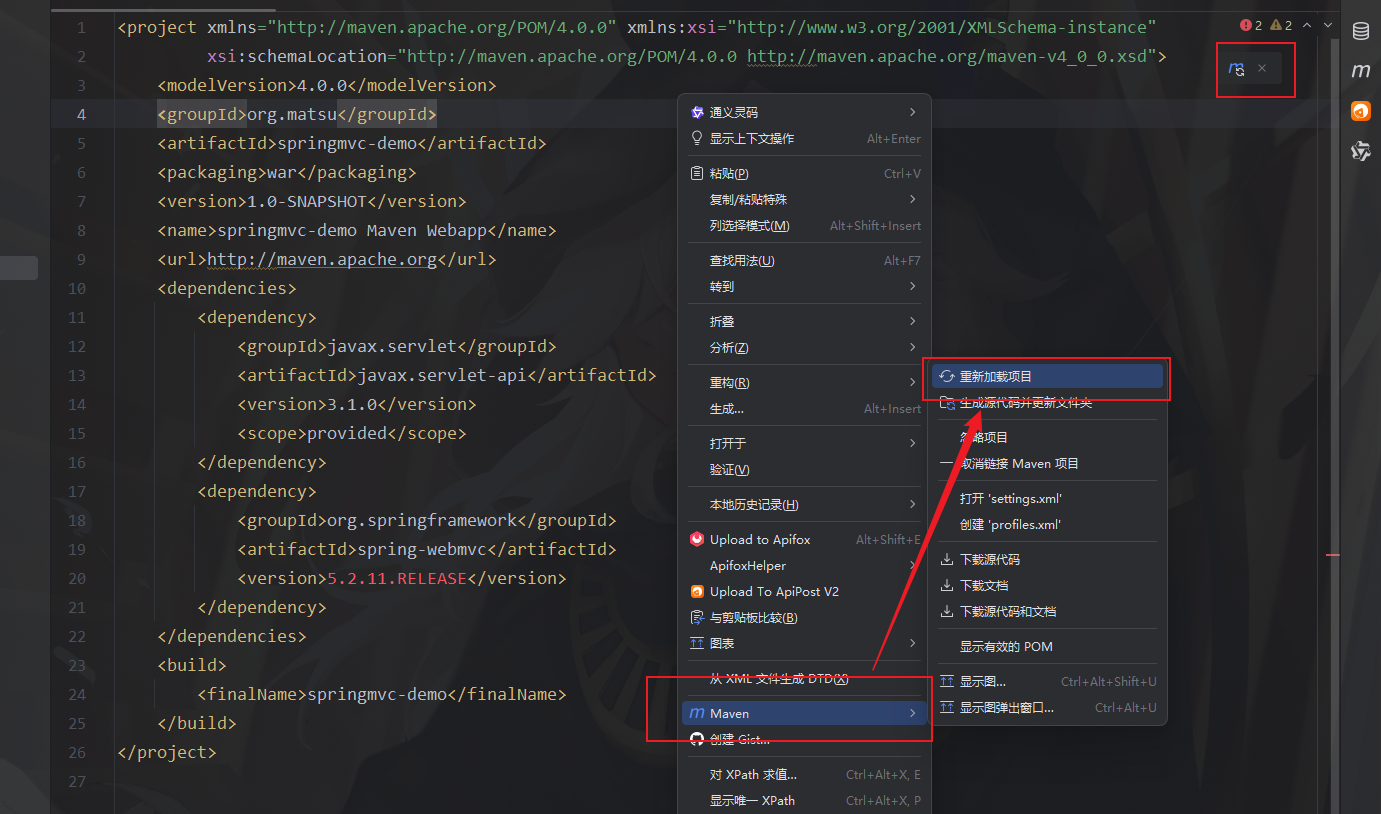 1 <project xmlns="http://maven.apache.org/POM/4.0.0" xmlns:xsi="http://www.w3.org/2001/XMLSchema-instance"
2 xsi:schemaLocation="http://maven.apache.org/POM/4.0.0 http://maven.apache.org/maven-v4_0_0.xsd">
3 <modelVersion>4.0.0</modelVersion>
4 <groupId>org.matsu</groupId>
5 <artifactId>springmvc-demo</artifactId>
6 <packaging>war</packaging>
7 <version>1.0-SNAPSHOT</version>
8 <name>springmvc-demo Maven Webapp</name>
9 <url>http://maven.apache.org</url>
10 <dependencies>
11 <dependency>
12 <groupId>javax.servlet</groupId>
13 <artifactId>javax.servlet-api</artifactId>
14 <version>3.1.0</version>
15 <scope>provided</scope>
16 </dependency>
17 <dependency>
18 <groupId>org.springframework</groupId>
19 <artifactId>spring-webmvc</artifactId>
20 <version>5.2.11.RELEASE</version>
21 </dependency>
22 </dependencies>
23 <build>
24 <finalName>springmvc-demo</finalName>
25 </build>
26 </project>
27
2 2
m
m
通义灵码
显示上下文操作 Alt+Enter
粘贴(P) Ctrl+V
复制/粘贴特殊
列选择模式(M) Alt+Shift+Insert
查找用法(U) Alt+F7
转到
折叠
分析(Z)
重构(R)
生成... Alt+Insert
打开于
验证(V)
本地历史记录(H)
Upload to Apifox Alt+Shift+E
ApifoxHelper
Upload To ApiPost V2
与剪贴板比较(B)
图表
从 XML 文件生成 DTD(X)
m Maven
创建 Gist...
对 XPath 求值... Ctrl+Alt+X, E
显示唯一 XPath Ctrl+Alt+X, P
重新加载项目
生成源代码并更新文件夹
忽略项目
取消链接 Maven 项目
打开 'settings.xml'
创建 'profiles.xml'
下载源代码
下载文档
下载源代码和文档
显示有效的 POM
显示图... Ctrl+Alt+Shift+U
显示图弹出窗口... Ctrl+Alt+U